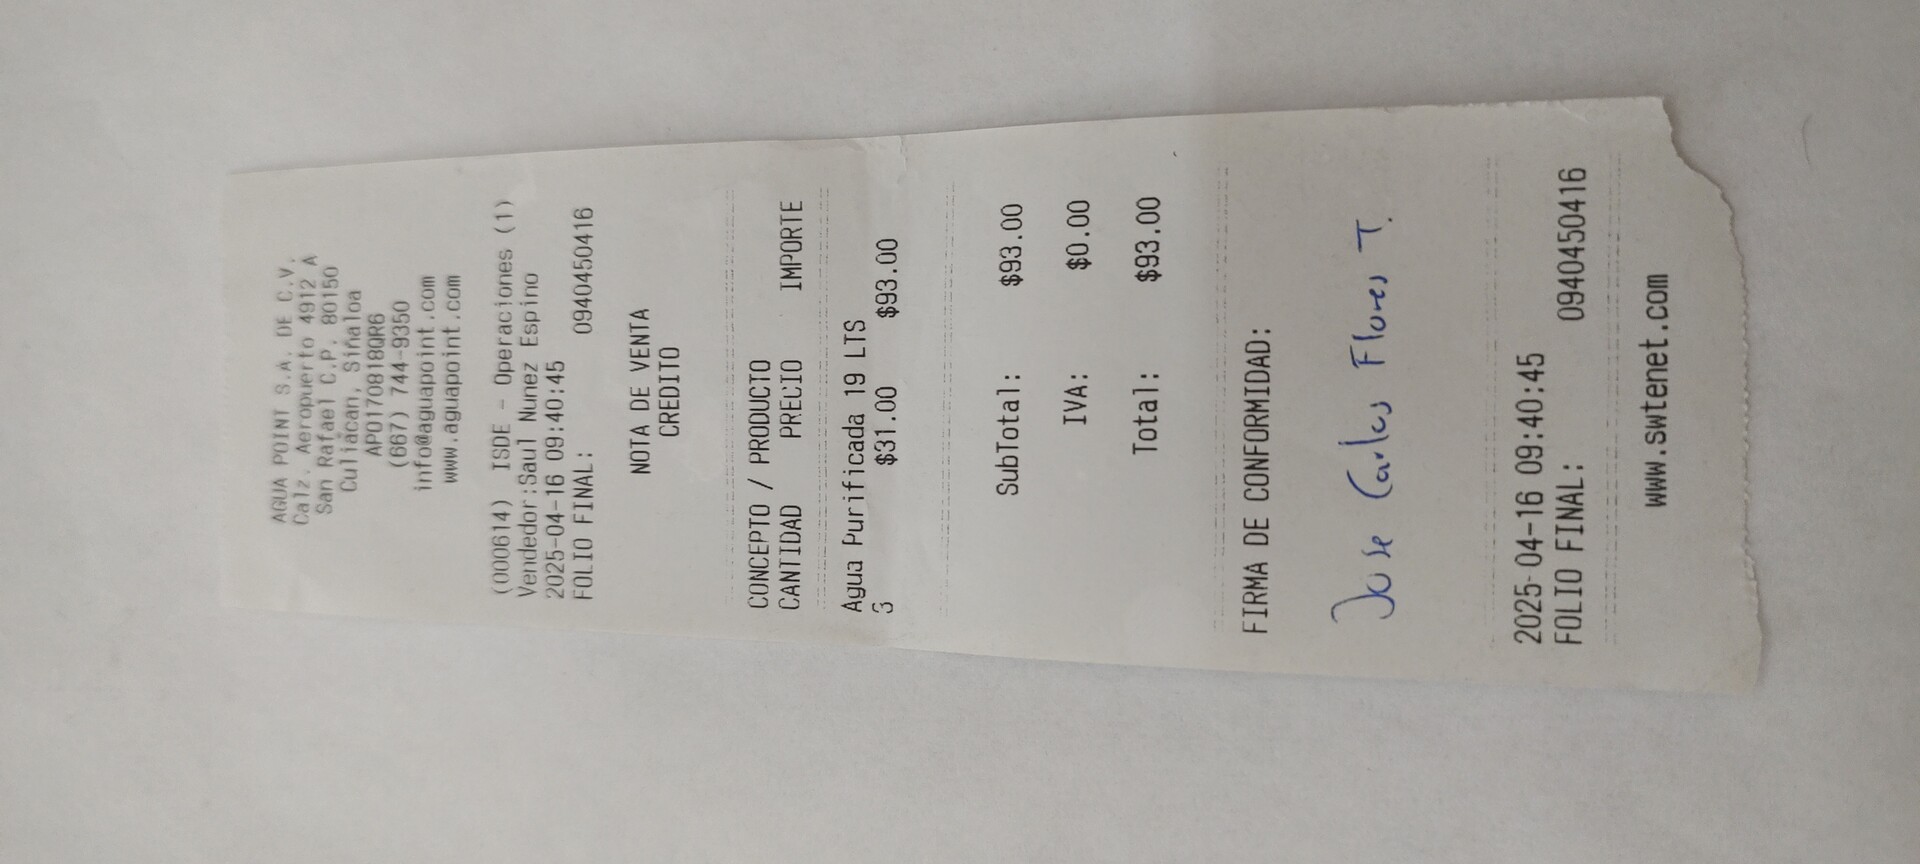 AGUA POINT S.A. DE C.V.
Calz. Aeropuerto 4912 A
San Rafael C.P. 80150
Culiacan, Sinaloa
APO170818QR6
(667) 744-9350
info@aguapoint.com
www.aguapoint.com
(000614) ISDE - Operaciones (1)
Vendedor:Saul Nunez Espino
2025-04-16 09:40:45
FOLIO FINAL: 0940450416
NOTA DE VENTA
CREDITO
CONCEPTO / PRODUCTO
CANTIDAD PRECIO IMPORTE
Agua Purificada 19 LTS
3 $31.00 $93.00
SubTotal: $93.00
IVA: $0.00
Total: $93.00
FIRMA DE CONFORMIDAD:
Jose Carlos Flores T.
2025-04-16 09:40:45
FOLIO FINAL: 0940450416
www.swtenet.com